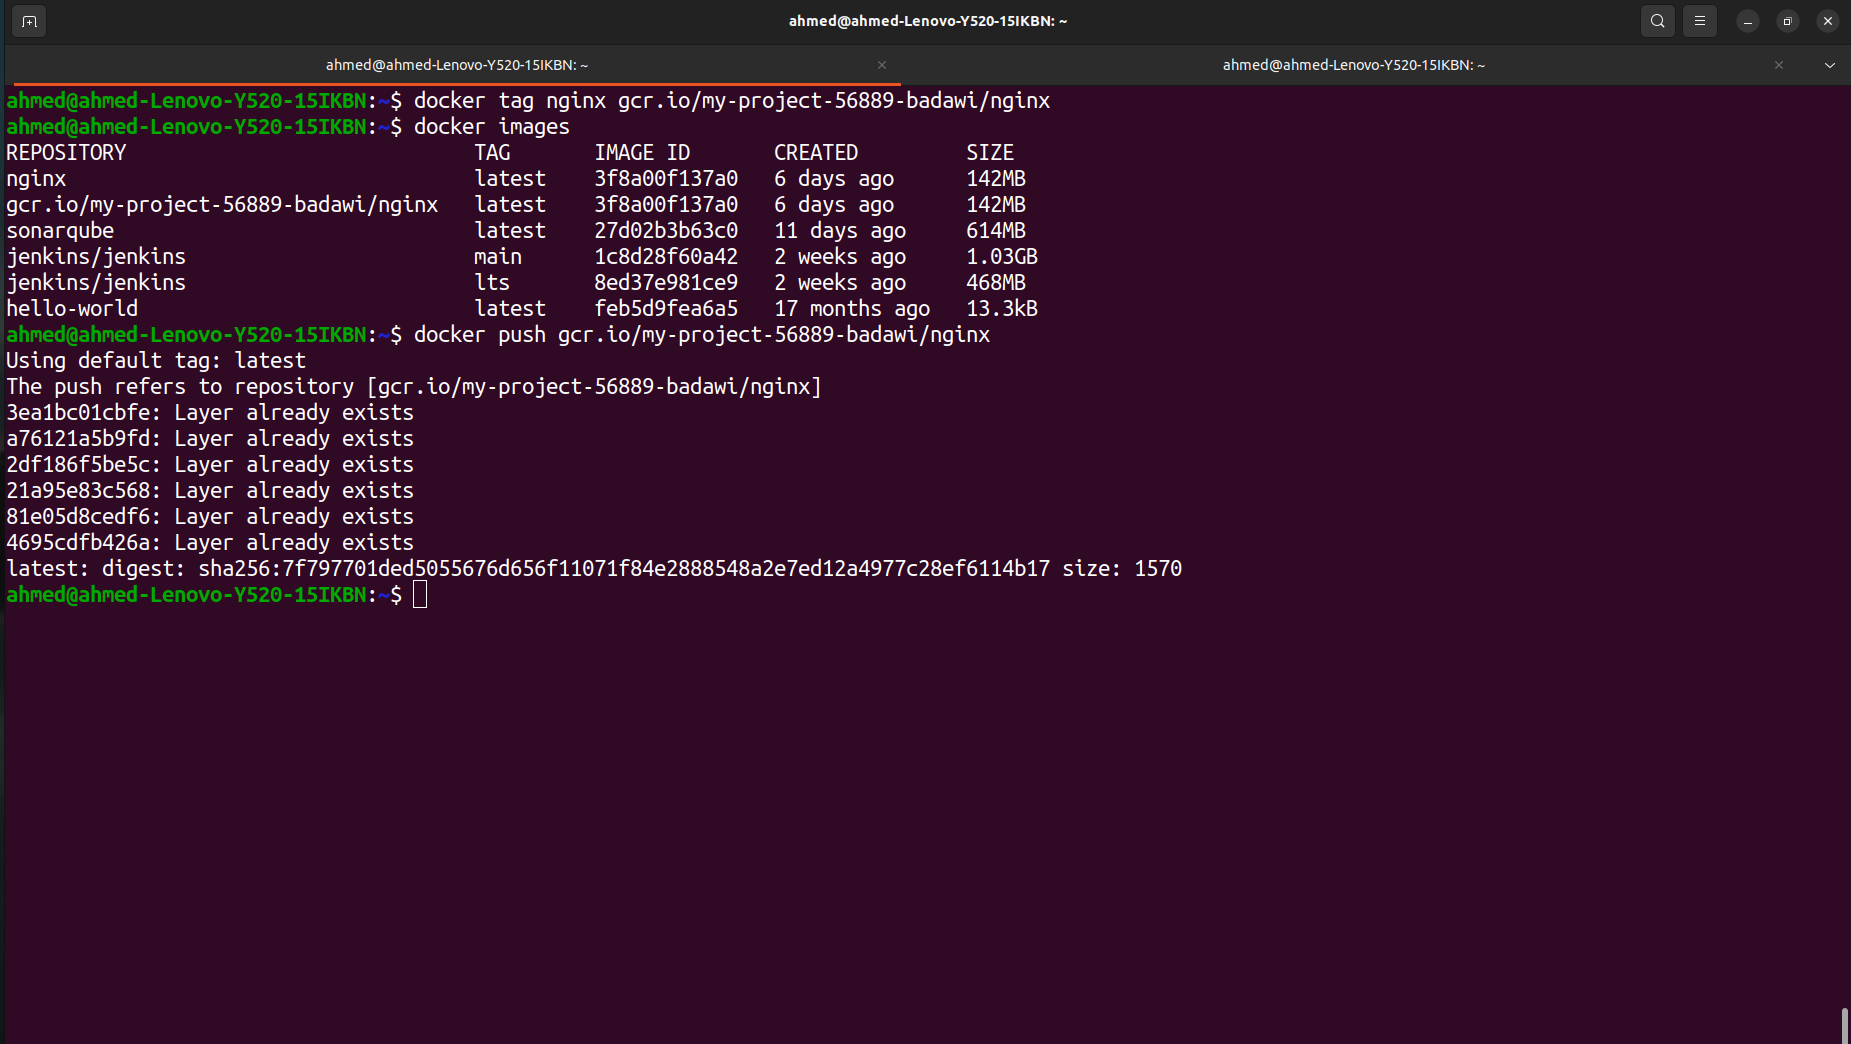 ahmed@ahmed-Lenovo-Y520-15IKBN: ~
ahmed@ahmed-Lenovo-Y520-15IKBN: ~
ahmed@ahmed-Lenovo-Y520-15IKBN: ~
ahmed@ahmed-Lenovo-Y520-15IKBN:~$ docker tag nginx gcr.io/my-project-56889-badawi/nginx
ahmed@ahmed-Lenovo-Y520-15IKBN:~$ docker images
REPOSITORY                             TAG       IMAGE ID       CREATED         SIZE
nginx                                  latest    3f8a00f137a0   6 days ago      142MB
gcr.io/my-project-56889-badawi/nginx   latest    3f8a00f137a0   6 days ago      142MB
sonarqube                              latest    27d02b3b63c0   11 days ago     614MB
jenkins/jenkins                        main      1c8d28f60a42   2 weeks ago     1.03GB
jenkins/jenkins                        lts       8ed37e981ce9   2 weeks ago     468MB
hello-world                            latest    feb5d9fea6a5   17 months ago   13.3kB
ahmed@ahmed-Lenovo-Y520-15IKBN:~$ docker push gcr.io/my-project-56889-badawi/nginx
Using default tag: latest
The push refers to repository [gcr.io/my-project-56889-badawi/nginx]
3ea1bc01cbfe: Layer already exists
a76121a5b9fd: Layer already exists
2df186f5be5c: Layer already exists
21a95e83c568: Layer already exists
81e05d8cedf6: Layer already exists
4695cdfb426a: Layer already exists
latest: digest: sha256:7f797701ded5055676d656f11071f84e2888548a2e7ed12a4977c28ef6114b17 size: 1570
ahmed@ahmed-Lenovo-Y520-15IKBN:~$